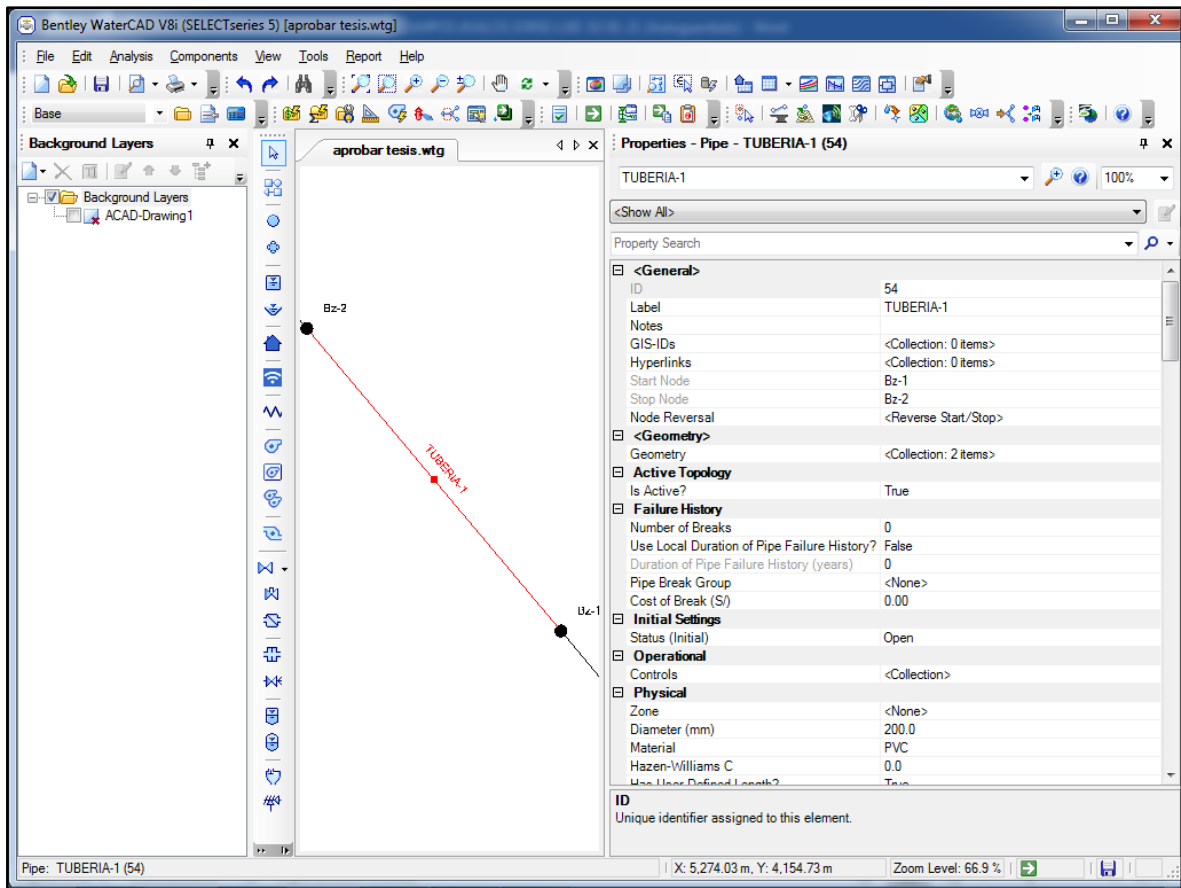 Bentley WaterCAD V8i (SELECTseries 5) [aprobar tesis.wtg]
File Edit Analysis Components View Tools Report Help
Base
Background Layers
Background Layers
ACAD-Drawing1
aprobar tesis.wtg
Bz-2
TUBERIA-1
Bz-1
Properties - Pipe - TUBERIA-1 (54)
TUBERIA-1 100%
<Show All>
Property Search
<General>
ID 54
Label TUBERIA-1
Notes
GIS-IDs <Collection: 0 items>
Hyperlinks <Collection: 0 items>
Start Node Bz-1
Stop Node Bz-2
Node Reversal <Reverse Start/Stop>
<Geometry>
Geometry <Collection: 2 items>
Active Topology
Is Active? True
Failure History
Number of Breaks 0
Use Local Duration of Pipe Failure History? False
Duration of Pipe Failure History (years) 0
Pipe Break Group <None>
Cost of Break (S/) 0.00
Initial Settings
Status (Initial) Open
Operational
Controls <Collection>
Physical
Zone <None>
Diameter (mm) 200.0
Material PVC
Hazen-Williams C 0.0
Has User Defined Length? True
ID
Unique identifier assigned to this element.
Pipe: TUBERIA-1 (54)
X: 5,274.03 m, Y: 4,154.73 m
Zoom Level: 66.9 %